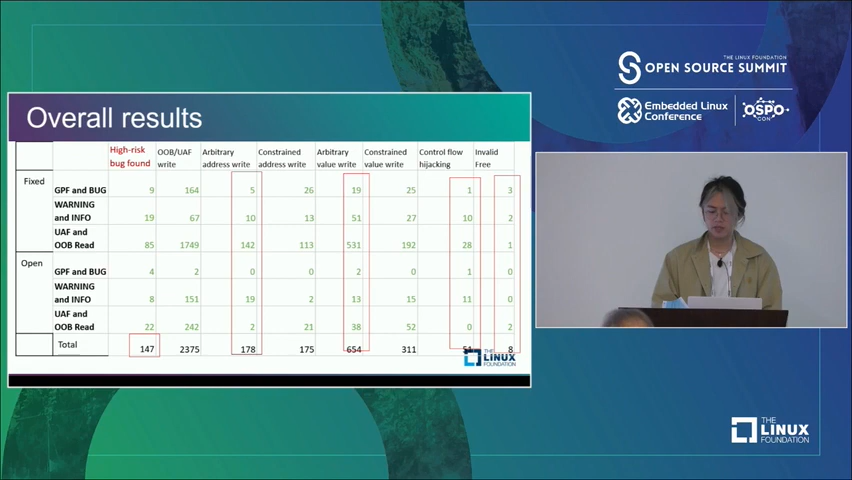 THE LINUX FOUNDATION
OPEN SOURCE SUMMIT
Embedded Linux
Conference
OSPO
CON
Overall results
High-risk bug found OOB/UAF write Arbitrary address write Constrained address write Arbitrary value write Constrained value write Control flow hijacking Invalid Free
Fixed
GPF and BUG 9 164 5 26 19 25 1 3
WARNING and INFO 19 67 10 13 51 27 10 2
UAF and OOB Read 85 1749 142 113 531 192 28 1
Open
GPF and BUG 4 2 0 0 2 0 1 0
WARNING and INFO 8 151 19 2 13 15 11 0
UAF and OOB Read 22 242 2 21 38 52 0 2
Total 147 2375 178 175 654 311 8
THE
LINUX
FOUNDATION
THE
LINUX
FOUNDATION